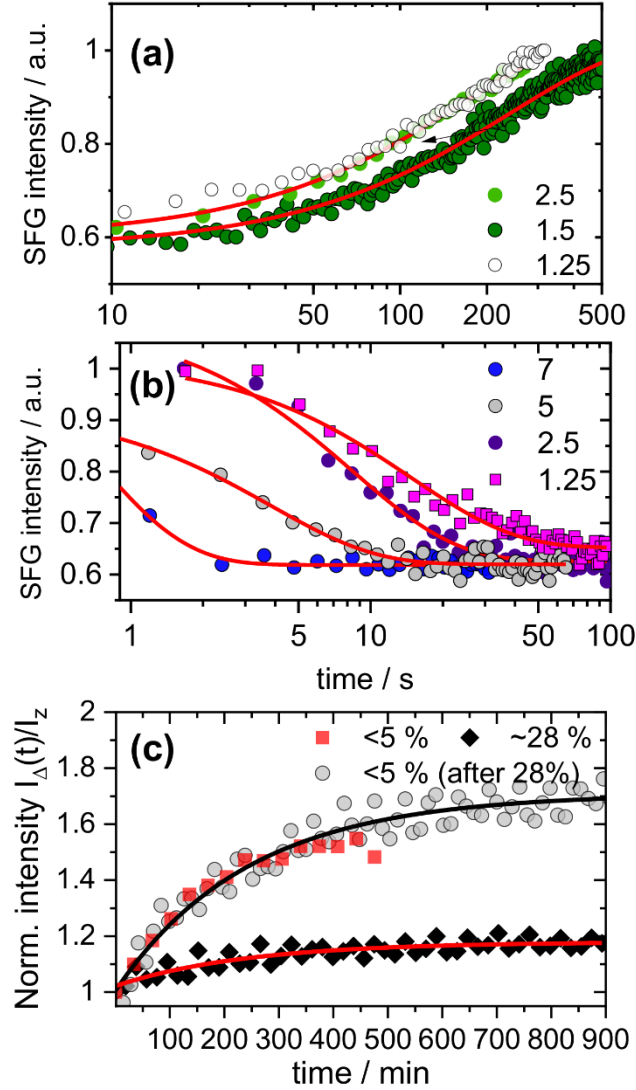 (a)
SFG intensity / a.u.
1
0.8
0.6
2.5
1.5
1.25
10 50 100 200 500
(b)
SFG intensity / a.u.
1
0.9
0.8
0.7
0.6
7
5
2.5
1.25
1 5 10 50 100
time / s
(c)
Norm. intensity I_Δ(t)/I_z
2
1.8
1.6
1.4
1.2
1
<5 % ~28 %
<5 % (after 28%)
100 200 300 400 500 600 700 800 900
time / min